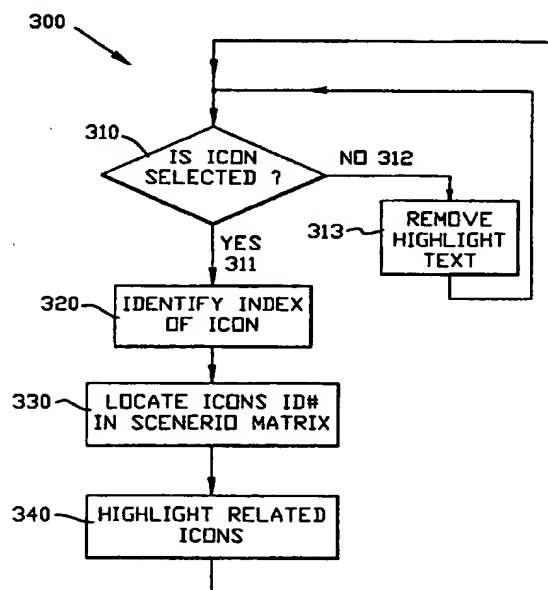 300
310
IS ICON
SELECTED ?
NO 312
313
REMOVE
HIGHLIGHT
TEXT
YES
311
320
IDENTIFY INDEX
OF ICON
330
LOCATE ICONS ID#
IN SCENERIO MATRIX
340
HIGHLIGHT RELATED
ICONS